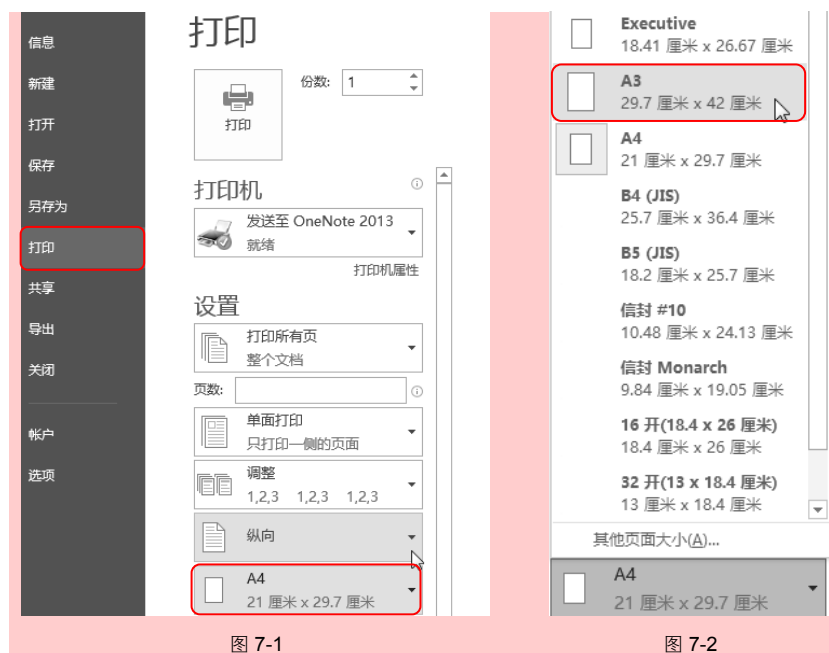 信息
新建
打开
保存
另存为
打印
共享
导出
关闭
帐户
选项
打印
打印
份数: 1
打印机
发送至 OneNote 2013
就绪
打印机属性
设置
打印所有页
整个文档
页数:
单面打印
只打印一侧的页面
调整
1,2,3 1,2,3 1,2,3
纵向
A4
21 厘米 x 29.7 厘米
图 7-1
Executive
18.41 厘米 x 26.67 厘米
A3
29.7 厘米 x 42 厘米
A4
21 厘米 x 29.7 厘米
B4 (JIS)
25.7 厘米 x 36.4 厘米
B5 (JIS)
18.2 厘米 x 25.7 厘米
信封 #10
10.48 厘米 x 24.13 厘米
信封 Monarch
9.84 厘米 x 19.05 厘米
16 开(18.4 x 26 厘米)
18.4 厘米 x 26 厘米
32 开(13 x 18.4 厘米)
13 厘米 x 18.4 厘米
其他页面大小(A)...
A4
21 厘米 x 29.7 厘米
图 7-2